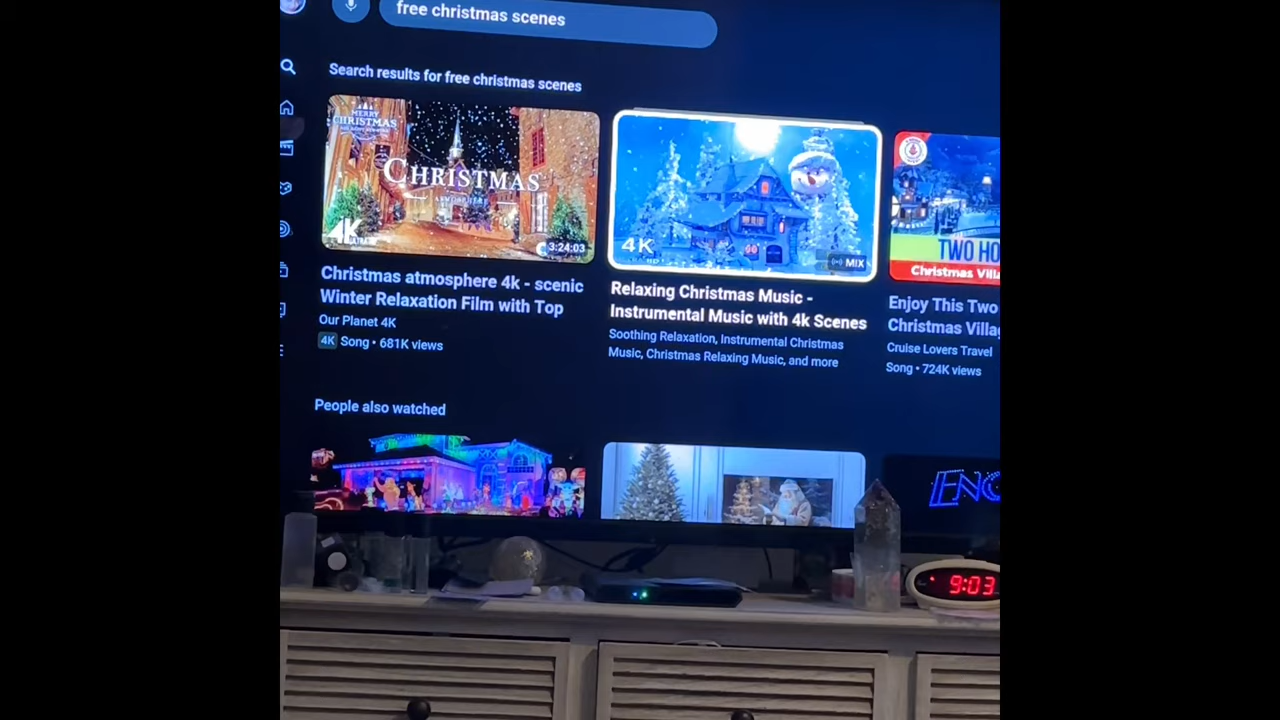 free christmas scenes
Search results for free christmas scenes
MERRY
CHRISTMAS
CHRISTMAS
4K
3:24:03
4K
MIX
TWO HO
Christmas Villa
Christmas atmosphere 4k - scenic
Winter Relaxation Film with Top
Our Planet 4K
4K Song • 681K views
Relaxing Christmas Music -
Instrumental Music with 4k Scenes
Soothing Relaxation, Instrumental Christmas
Music, Christmas Relaxing Music, and more
Enjoy This Two
Christmas Villag
Cruise Lovers Travel
Song • 724K views
People also watched
ENC
9:03